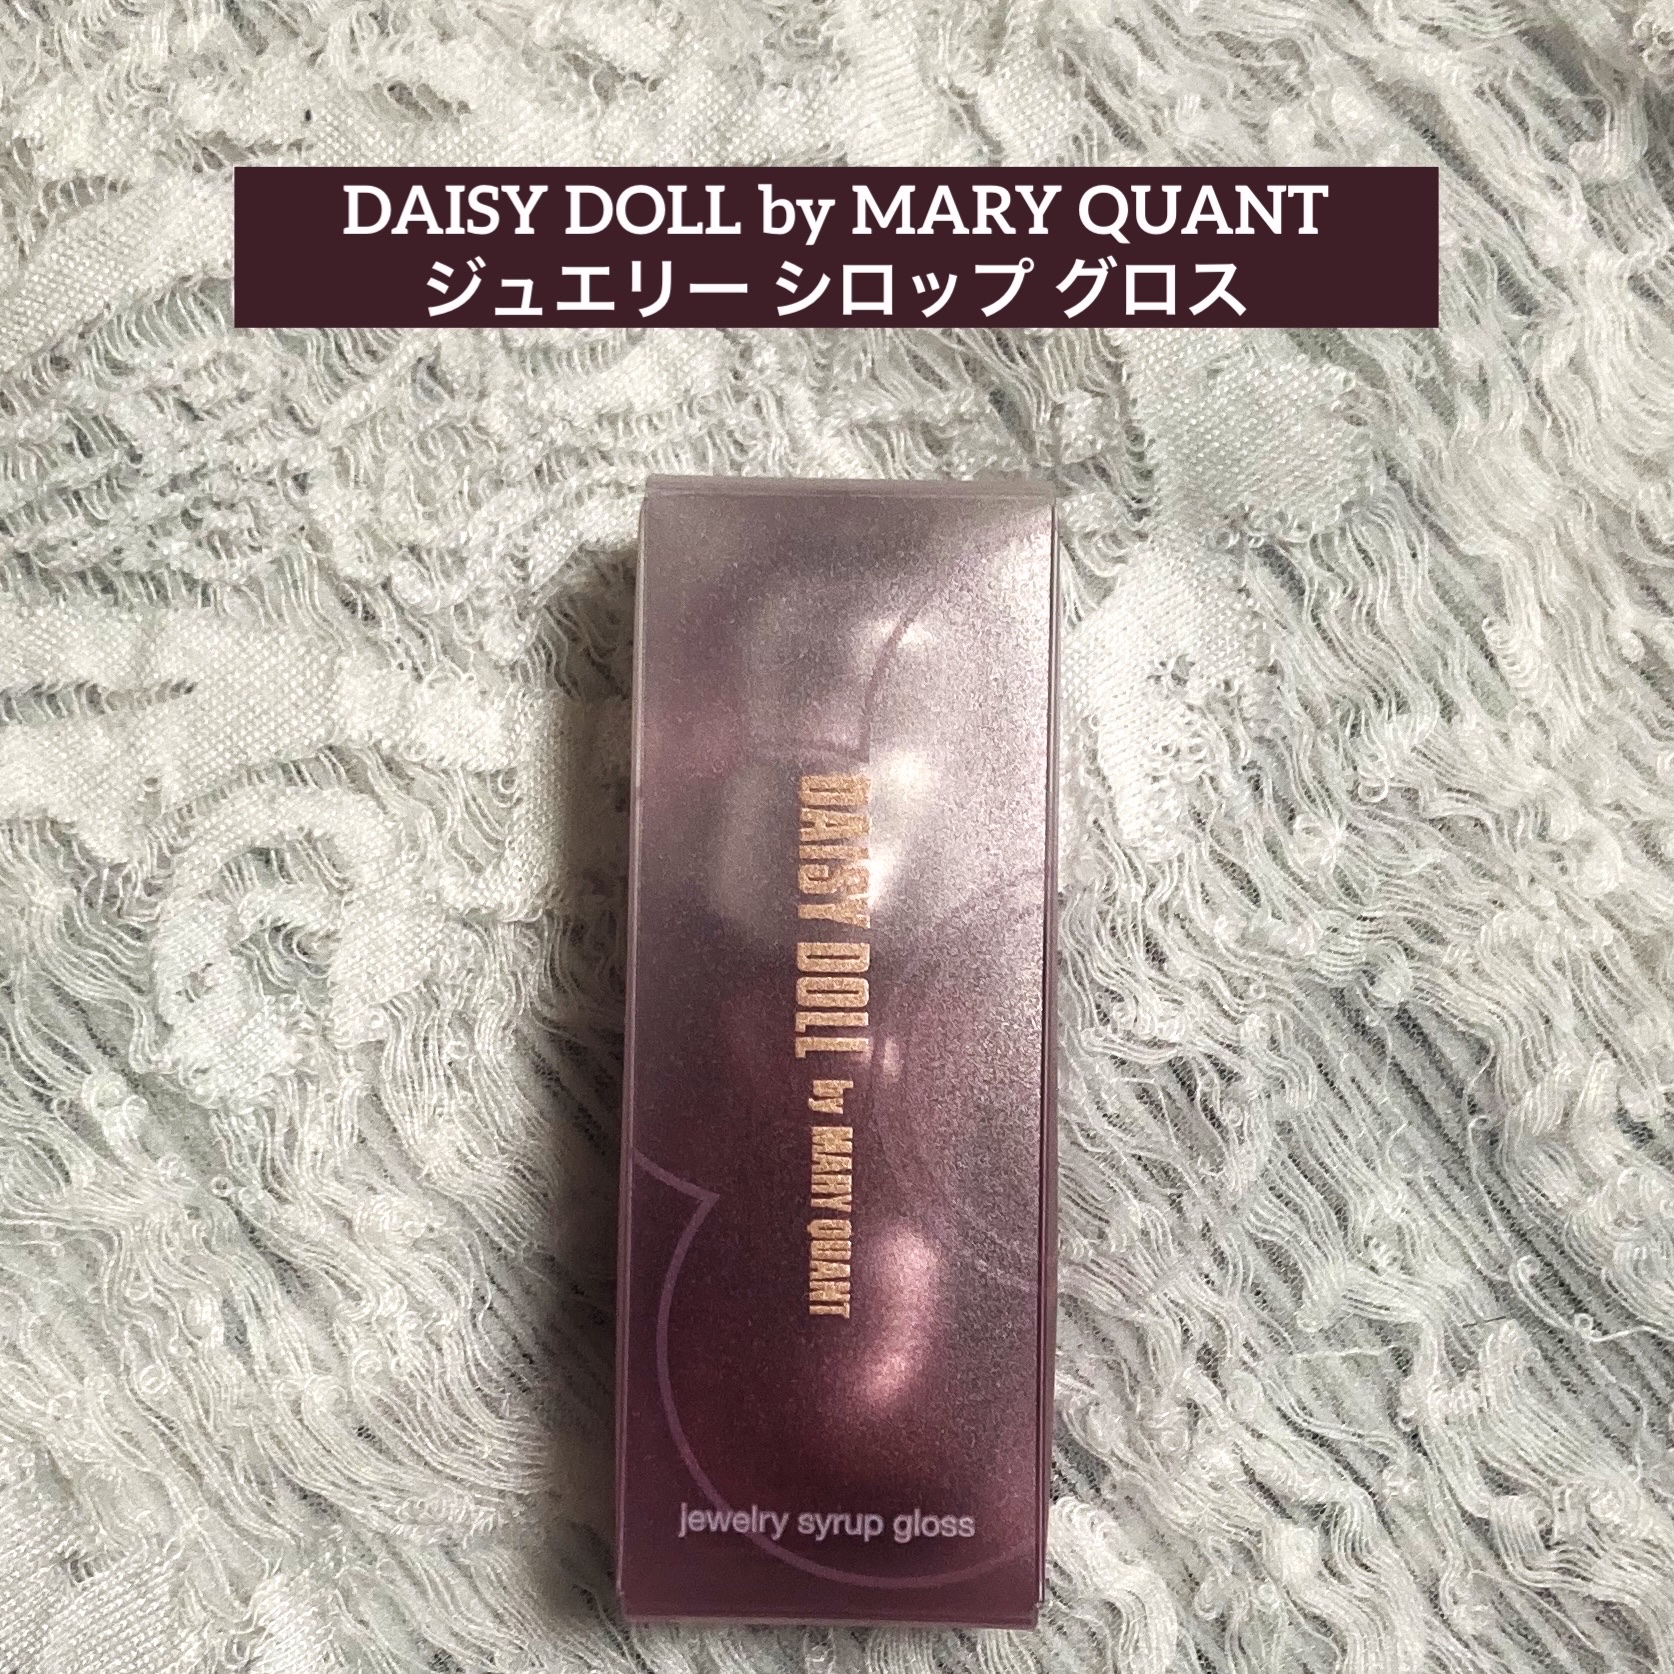 DAISY DOLL by MARY QUANT
ジュエリー シロップ グロス
DAISY DOLL by MARY QUANT
jewelry syrup gloss